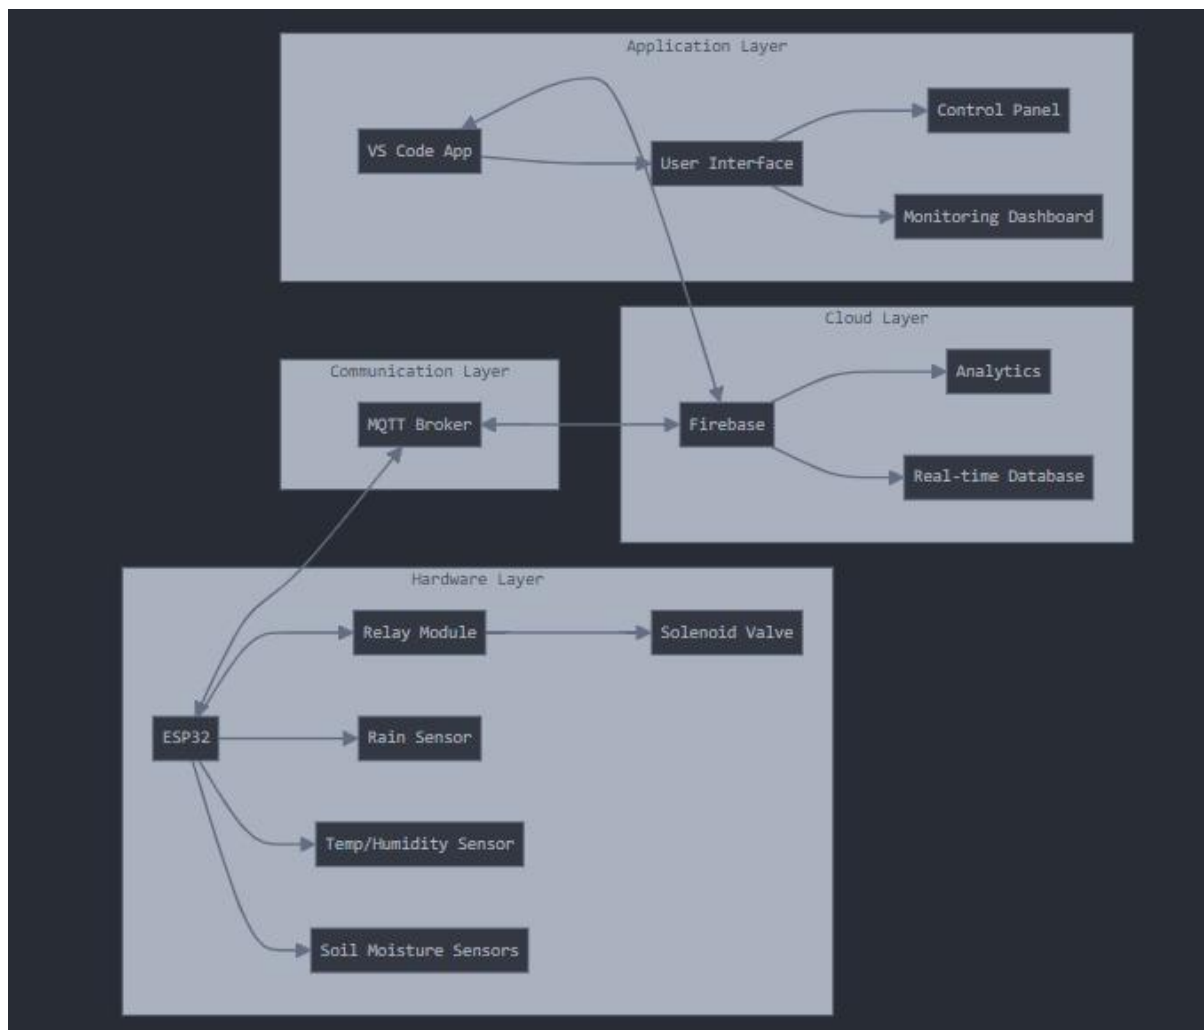 Application Layer
Control Panel
VS Code App
User Interface
Monitoring Dashboard
Cloud Layer
Communication Layer
Analytics
MQTT Broker
Firebase
Real-time Database
Hardware Layer
Relay Module
Solenoid Valve
ESP32
Rain Sensor
Temp/Humidity Sensor
Soil Moisture Sensors